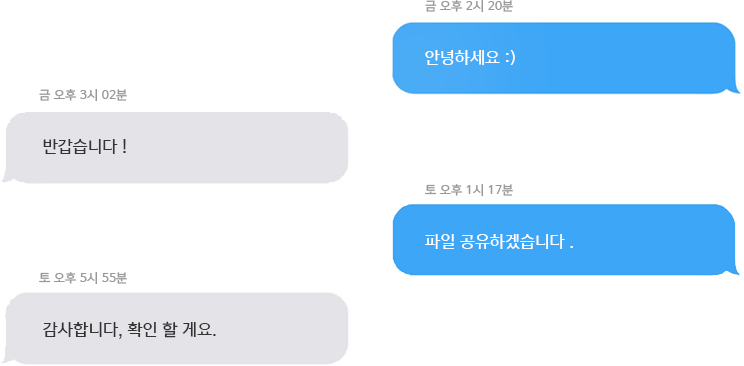 금 오후 2시 20분
안녕하세요 :)
금 오후 3시 02분
반갑습니다 !
토 오후 1시 17분
파일 공유하겠습니다 .
토 오후 5시 55분
감사합니다, 확인 할 게요.